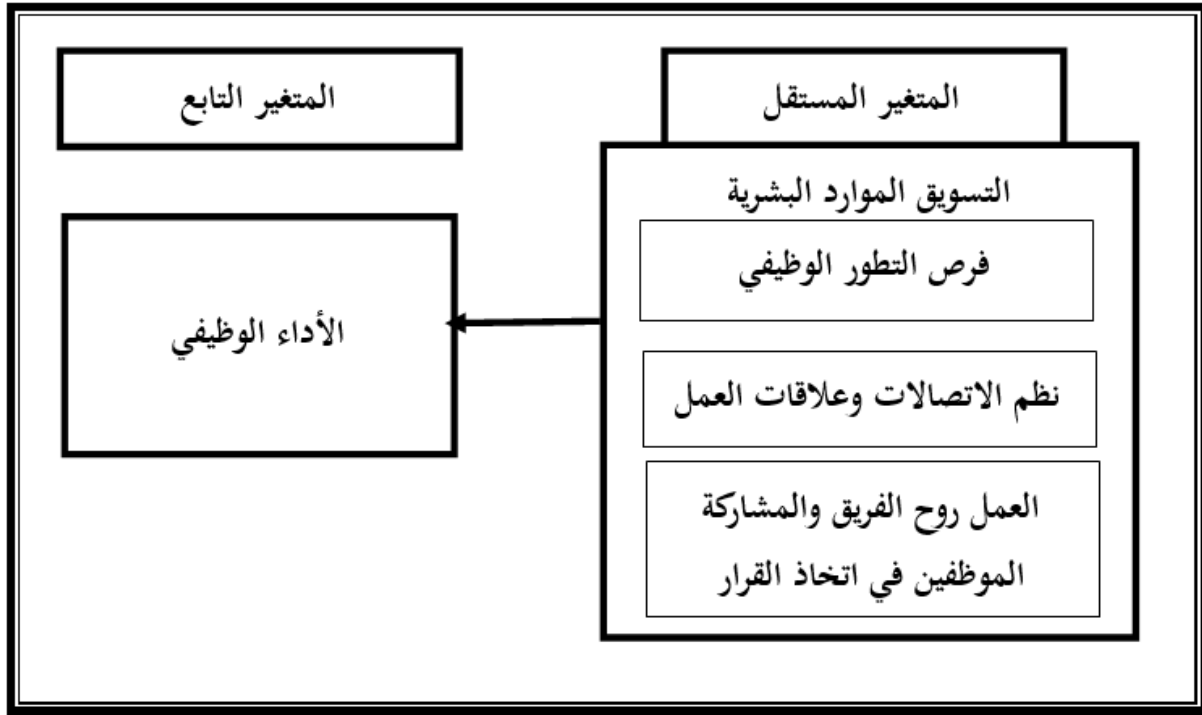 المتغير المستقل
المتغير التابع
التسويق الموارد البشرية
فرص التطور الوظيفي
نظم الاتصالات وعلاقات العمل
العمل روح الفريق والمشاركة
الموظفين في اتخاذ القرار
الأداء الوظيفي